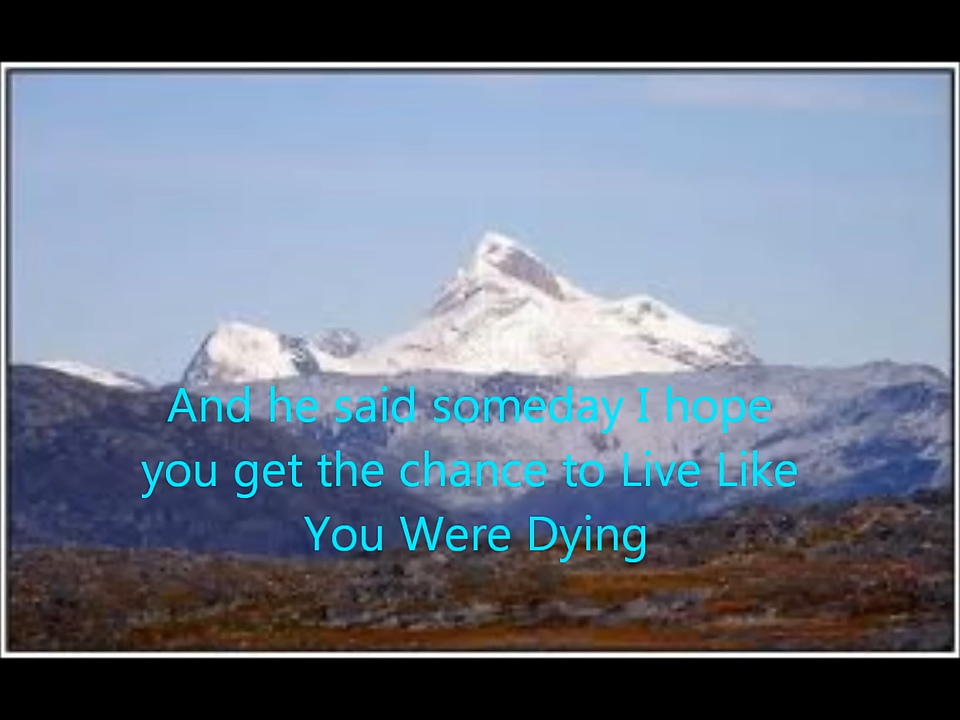 And he said someday I hope
you get the chance to Live Like
You Were Dying